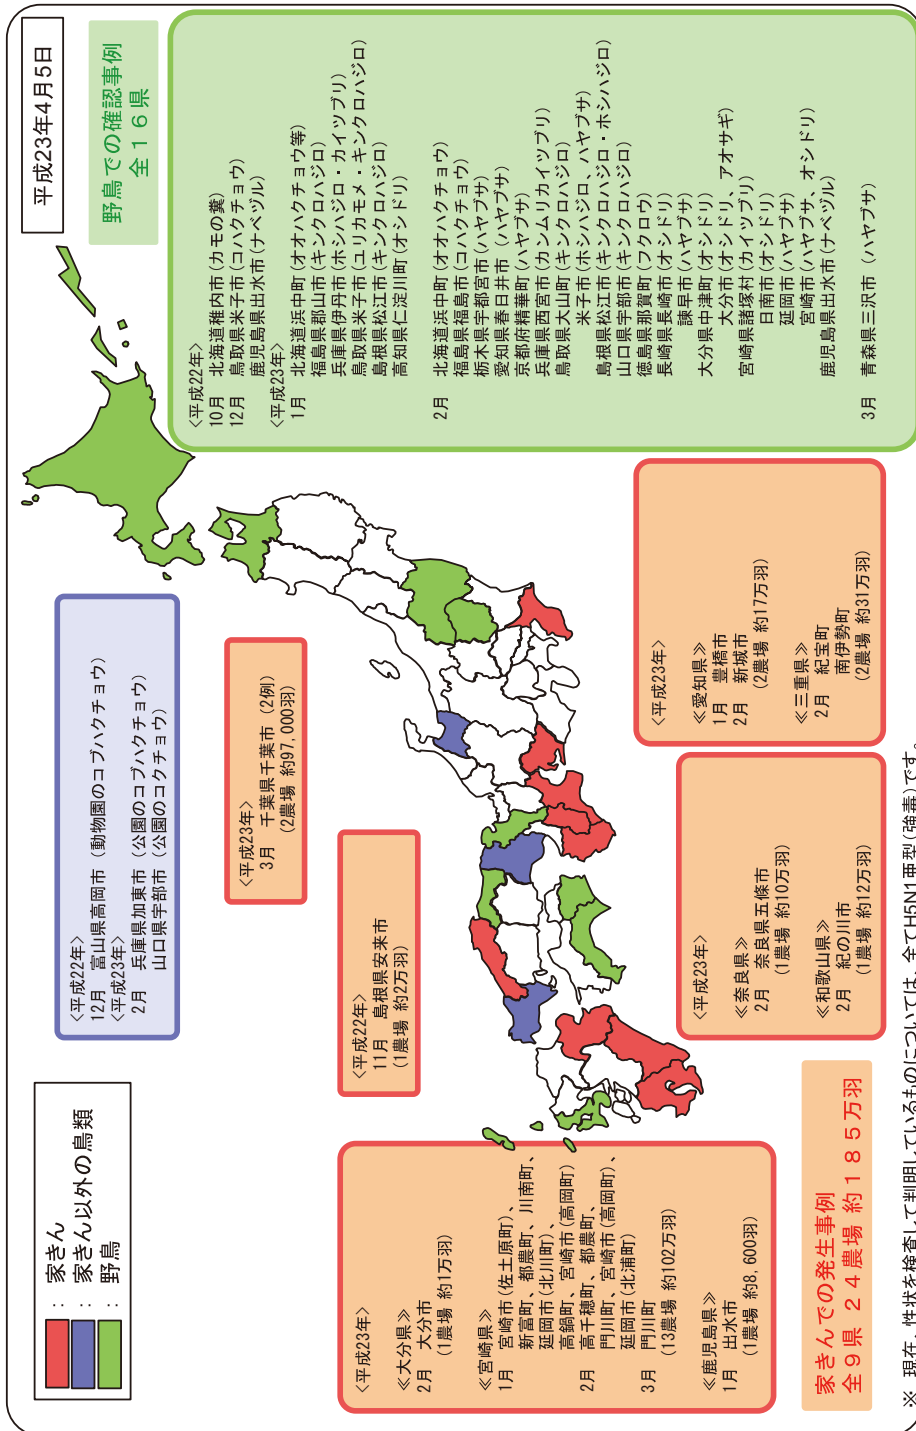 平成23年4月5日
：家きん
：家きん以外の鳥類
：野鳥
<平成22年>
12月　富山県高岡市（動物園のコブハクチョウ）
<平成23年>
2月　兵庫県加東市（公園のコブハクチョウ）
山口県宇部市（公園のコクチョウ）
野鳥での確認事例
全16県
<平成22年>
10月　北海道稚内市(カモの糞)
12月　鳥取県米子市(コハクチョウ)
鹿児島県出水市(ナベヅル)
<平成23年>
1月　北海道浜中町(オオハクチョウ等)
福島県郡山市(キンクロハジロ)
兵庫県伊丹市(ホシハジロ・カイツブリ)
鳥取県米子市(ユリカモメ・キンクロハジロ)
島根県松江市(キンクロハジロ)
高知県仁淀川町(オシドリ)
2月　北海道浜中町(オオハクチョウ)
福島県福島市(コハクチョウ)
栃木県宇都宮市(ハヤブサ)
愛知県春日井市（ハヤブサ）
京都府精華町(ハヤブサ)
兵庫県西宮市(カンムリカイツブリ)
鳥取県大山町(キンクロハジロ)
米子市(ホシハジロ、ハヤブサ)
島根県松江市(キンクロハジロ・ホシハジロ)
山口県宇部市(キンクロハジロ)
徳島県那賀町(フクロウ)
長崎県長崎市(オシドリ)
諫早市(ハヤブサ)
大分県中津町(オシドリ)
大分市(オシドリ、アオサギ)
宮崎県諸塚村(カイツブリ)
日南市(オシドリ)
延岡市(ハヤブサ)
宮崎市(ハヤブサ、オシドリ)
鹿児島県出水市(ナベヅル)
3月　青森県三沢市（ハヤブサ）
<平成23年>
3月　千葉県千葉市（2例）
(2農場 約97,000羽)
<平成22年>
11月　島根県安来市
(1農場 約2万羽)
<平成23年>
≪大分県≫
2月　大分市
(1農場 約1万羽)
≪宮崎県≫
1月　宮崎市(佐土原町)、
新富町、都農町、川南町、
延岡市(北川町)、
高鍋町、宮崎市(高岡町)
2月　高千穂町、都農町、
門川町、宮崎市(高岡町)、
延岡市(北浦町)
3月　門川町
(13農場 約102万羽)
≪鹿児島県≫
1月　出水市
(1農場 約8,600羽)
<平成23年>
≪奈良県≫
2月　奈良県五條市
(1農場 約10万羽)
≪和歌山県≫
2月　紀の川市
(1農場 約12万羽)
<平成23年>
≪愛知県≫
1月　豊橋市
2月　新城市
(2農場 約17万羽)
≪三重県≫
2月　紀宝町
南伊勢町
(2農場 約31万羽)
家きんでの発生事例
全9県 24農場 約185万羽
※ 現在、性状を検査して判明しているものについては、全てH5N1亜型(強毒)です。